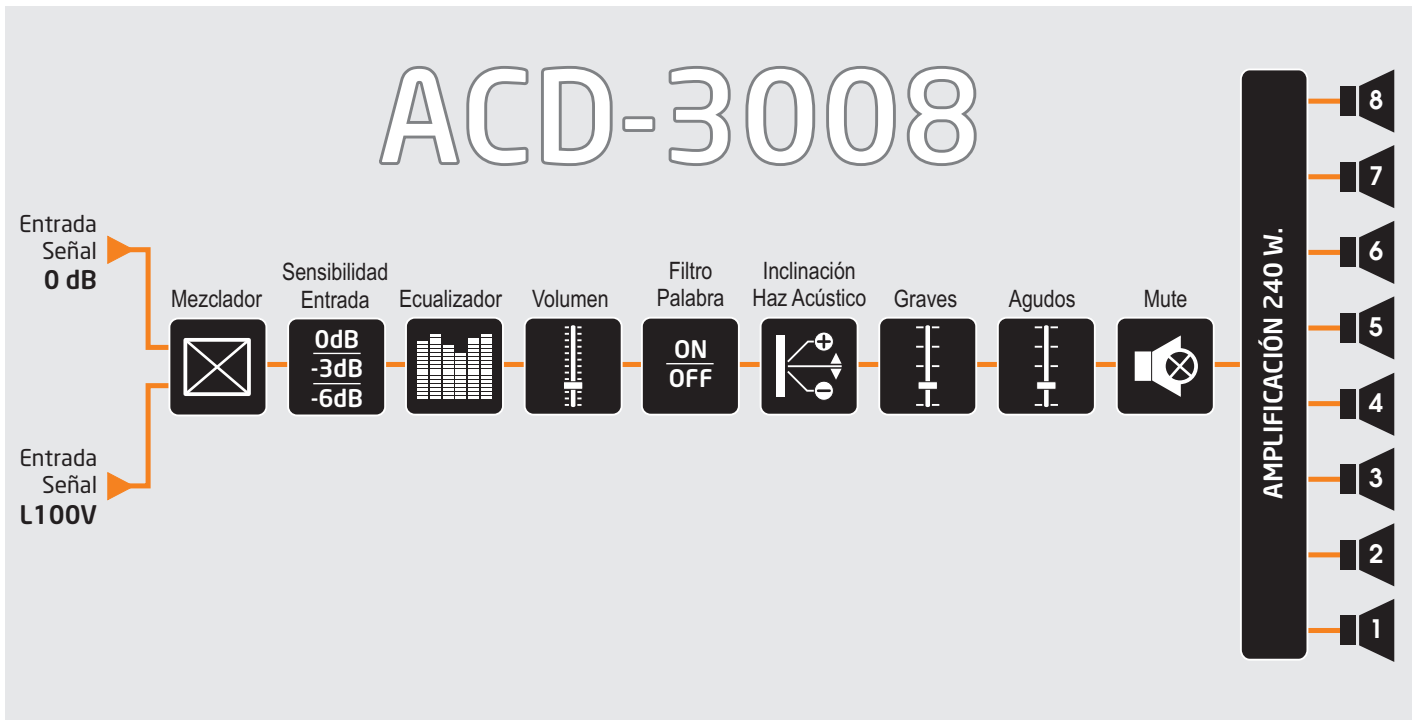 ACD-3008
Entrada
Señal
0 dB
Entrada
Señal
L100V
Mezclador
Sensibilidad
Entrada
0dB
-3dB
-6dB
Ecualizador
Volumen
Filtro
Palabra
ON
OFF
Inclinación
Haz Acústico
Graves
Agudos
Mute
AMPLIFICACIÓN 240 W.
8
7
6
5
4
3
2
1